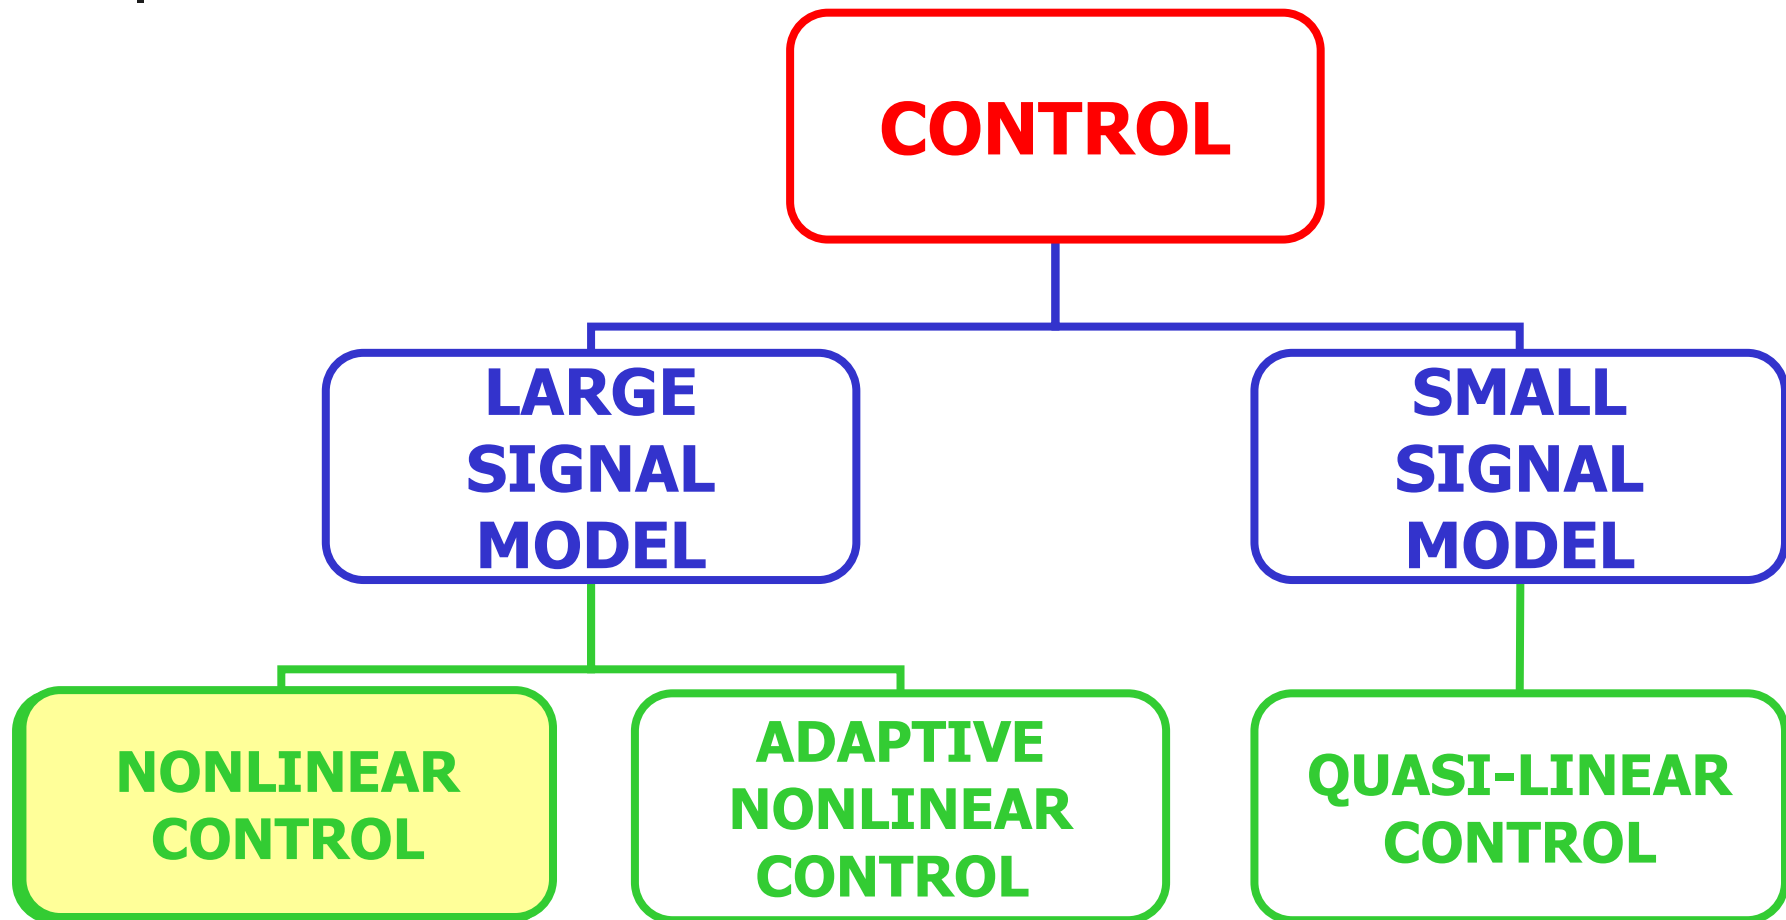 CONTROL
LARGE
SIGNAL
MODEL
SMALL
SIGNAL
MODEL
NONLINEAR
CONTROL
ADAPTIVE
NONLINEAR
CONTROL
QUASI-LINEAR
CONTROL